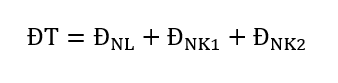 ĐT = Đ_NL + Đ_NK1 + Đ_NK2